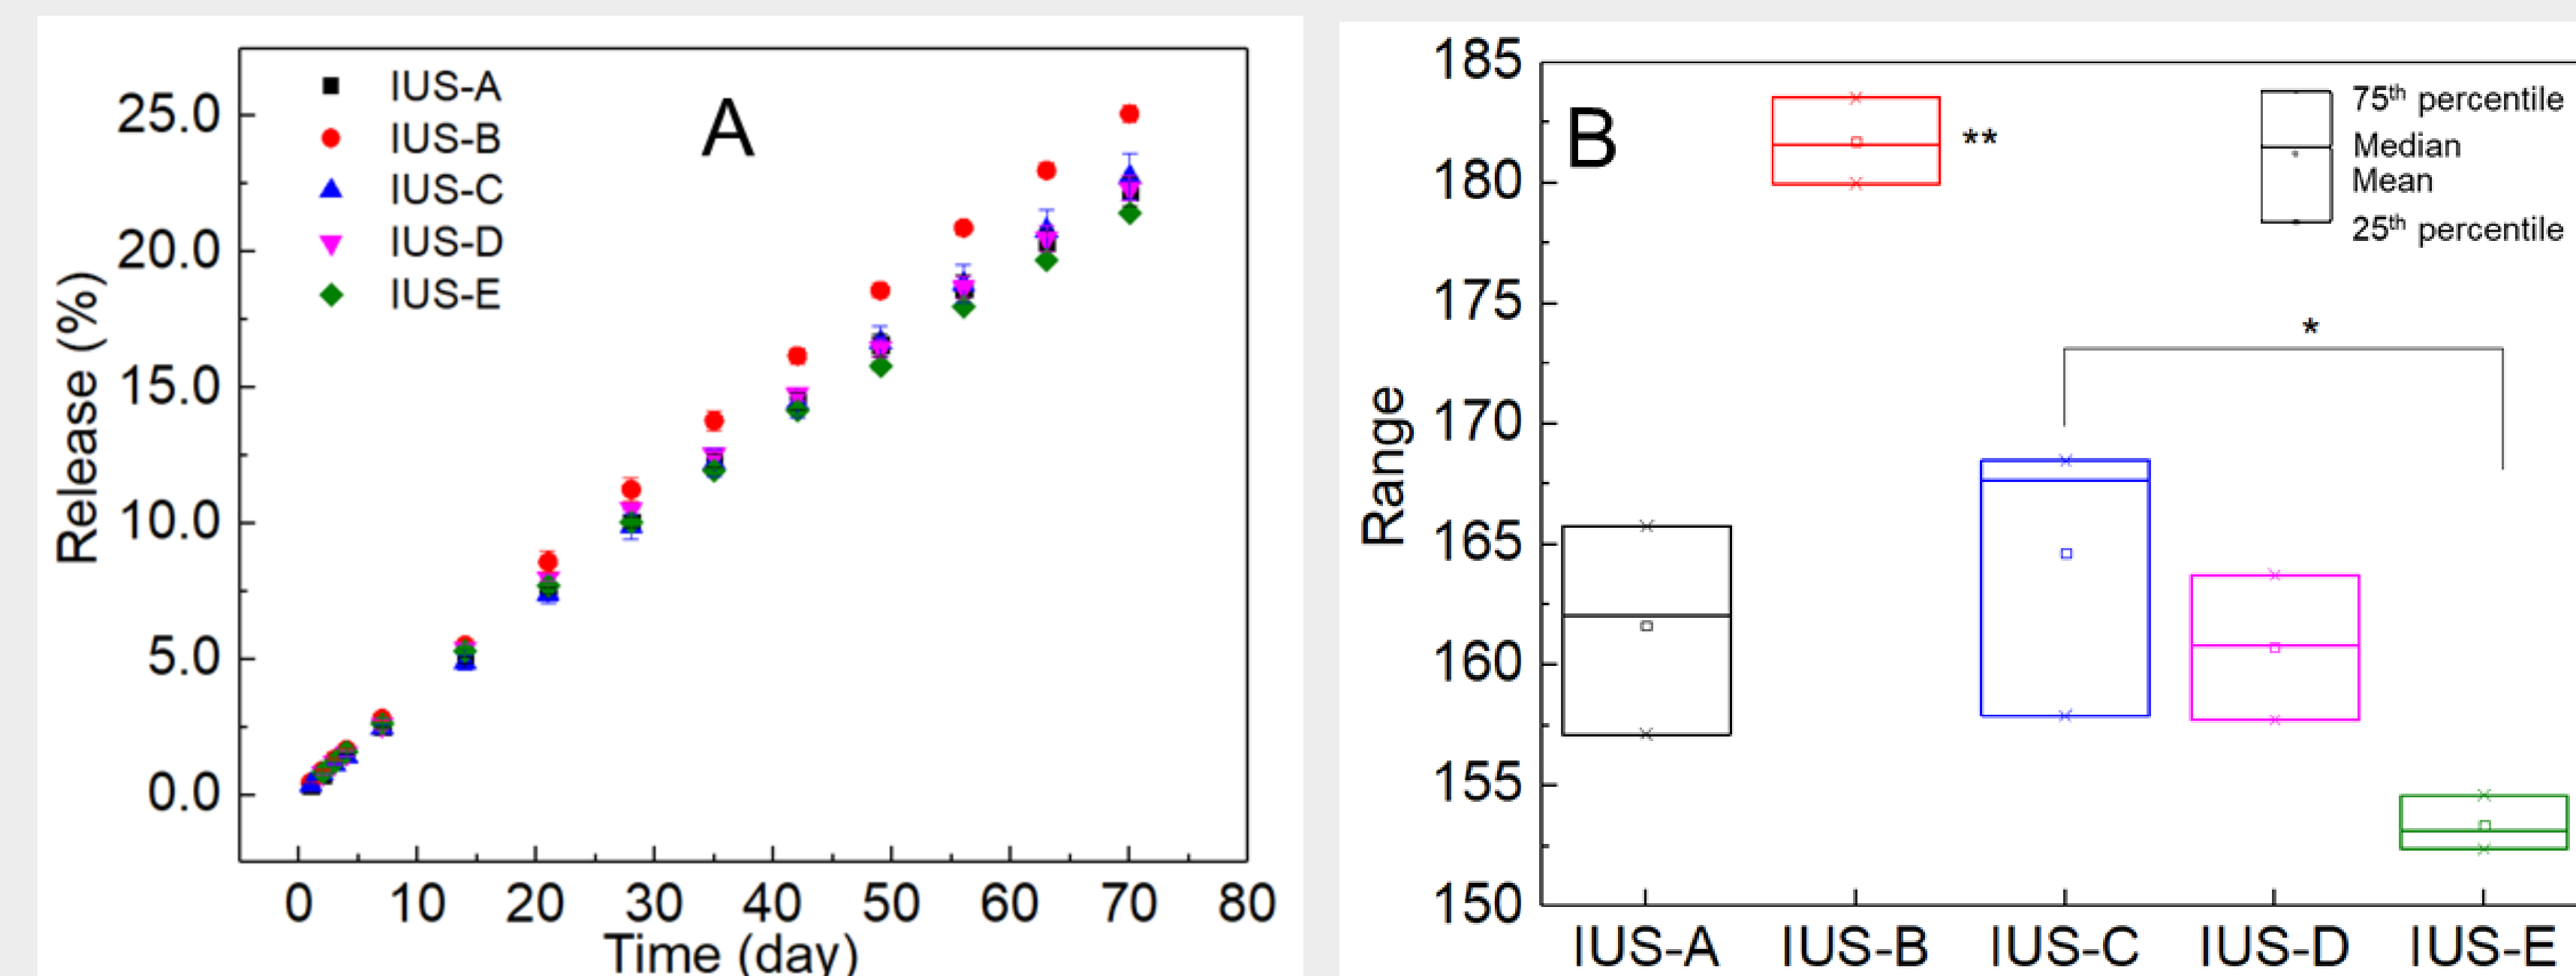 A
IUS-A
IUS-B
IUS-C
IUS-D
IUS-E
Release (%)
25.0
20.0
15.0
10.0
5.0
0.0
0 10 20 30 40 50 60 70 80
Time (day)
B
75th percentile
Median
Mean
25th percentile
**
*
Range
185
180
175
170
165
160
155
150
IUS-A IUS-B IUS-C IUS-D IUS-E